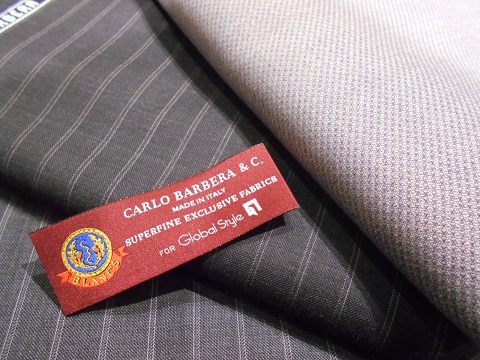 CARLO BARBERA & C.
MADE IN ITALY
SUPERFINE EXCLUSIVE FABRICS
FOR Global Style